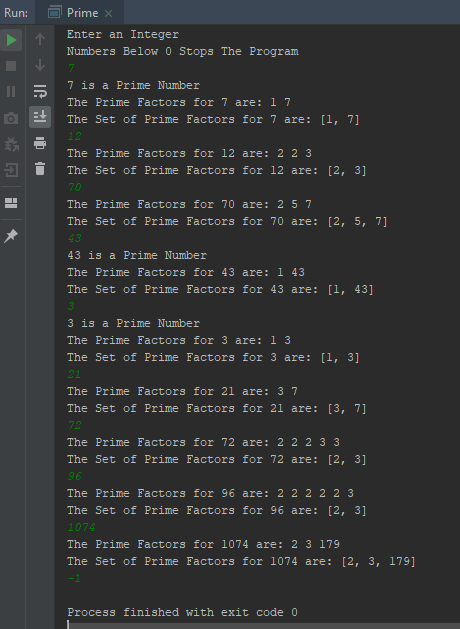 Run: Prime ×
Enter an Integer
Numbers Below 0 Stops The Program
7
7 is a Prime Number
The Prime Factors for 7 are: 1 7
The Set of Prime Factors for 7 are: [1, 7]
12
The Prime Factors for 12 are: 2 2 3
The Set of Prime Factors for 12 are: [2, 3]
70
The Prime Factors for 70 are: 2 5 7
The Set of Prime Factors for 70 are: [2, 5, 7]
43
43 is a Prime Number
The Prime Factors for 43 are: 1 43
The Set of Prime Factors for 43 are: [1, 43]
3
3 is a Prime Number
The Prime Factors for 3 are: 1 3
The Set of Prime Factors for 3 are: [1, 3]
21
The Prime Factors for 21 are: 3 7
The Set of Prime Factors for 21 are: [3, 7]
72
The Prime Factors for 72 are: 2 2 2 3 3
The Set of Prime Factors for 72 are: [2, 3]
96
The Prime Factors for 96 are: 2 2 2 2 2 3
The Set of Prime Factors for 96 are: [2, 3]
1074
The Prime Factors for 1074 are: 2 3 179
The Set of Prime Factors for 1074 are: [2, 3, 179]
-1
Process finished with exit code 0